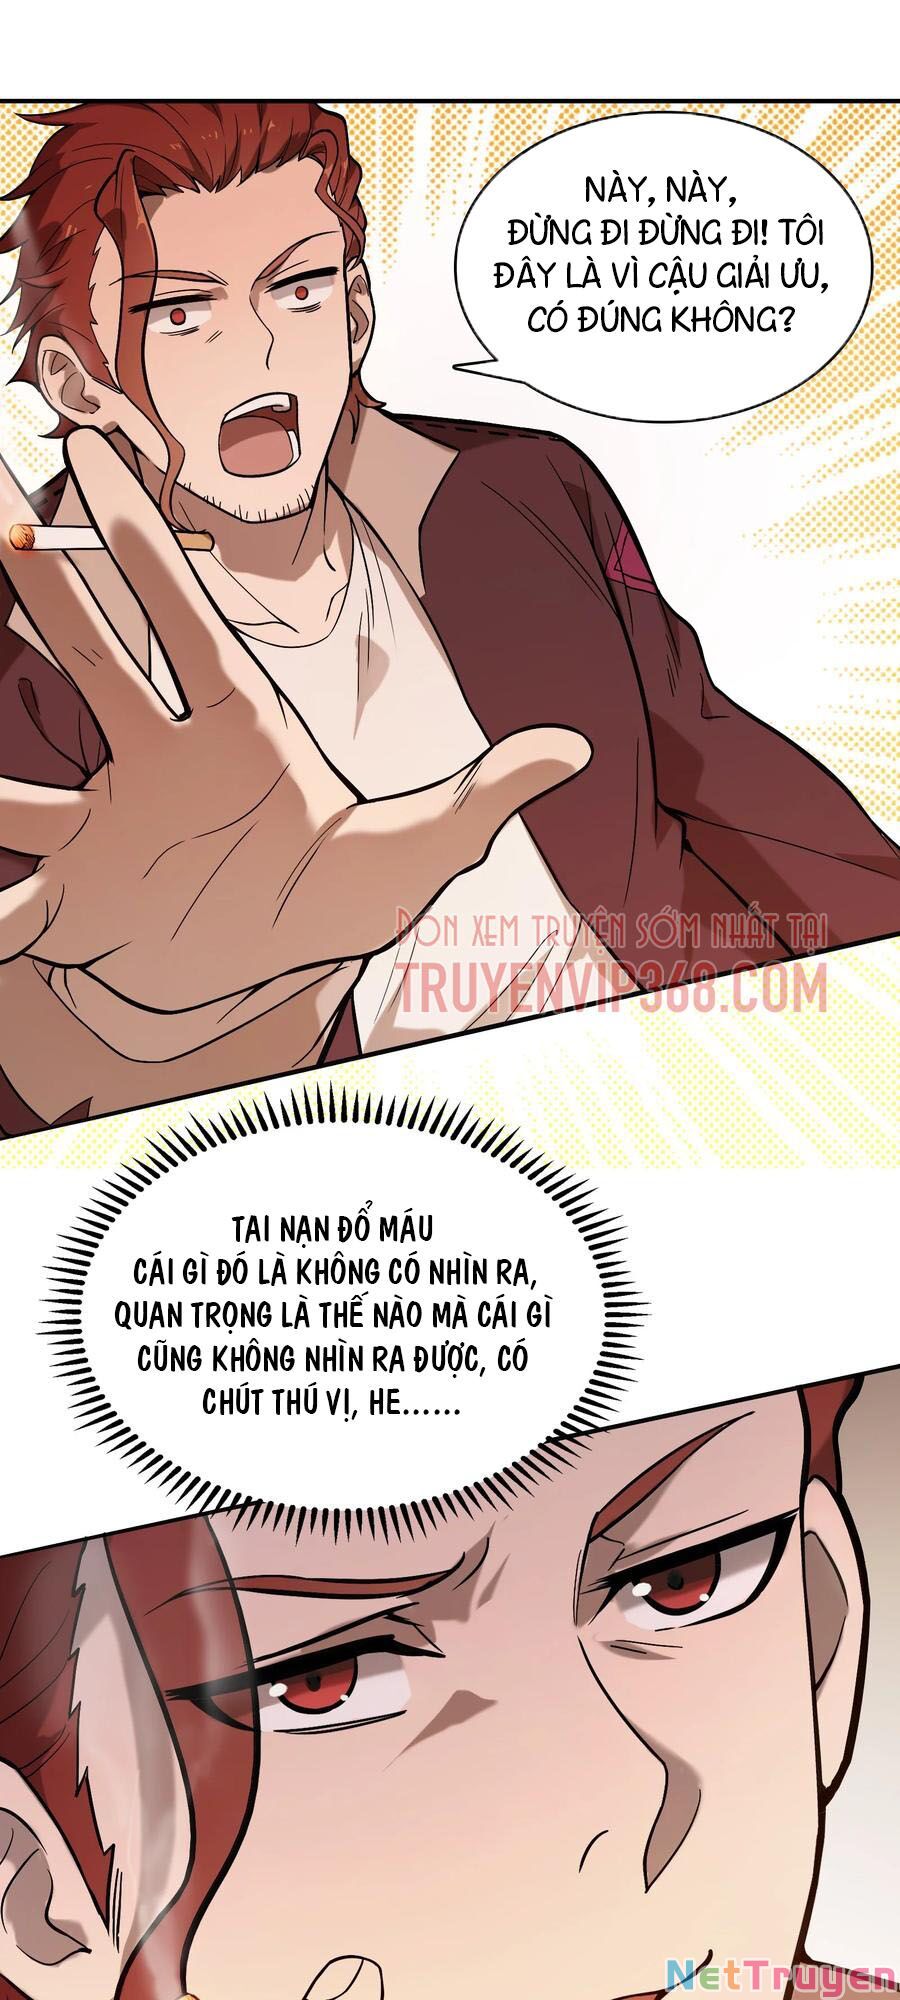 NÀY, NÀY,
ĐỪNG ĐI ĐỪNG ĐI! TÔI
ĐÂY LÀ VÌ CẬU GIẢI ƯU,
CÓ ĐÚNG KHÔNG?
ĐỌN XEM TRUYỆN SỚM NHẤT TẠI
TRUYENVIP368.COM
TAI NẠN ĐỔ MÁU
CÁI GÌ ĐÓ LÀ KHÔNG CÓ NHÌN RA,
QUAN TRỌNG LÀ THẾ NÀO MÀ CÁI GÌ
CŨNG KHÔNG NHÌN RA ĐƯỢC, CÓ
CHÚT THÚ VỊ, HE......
NetTruyen